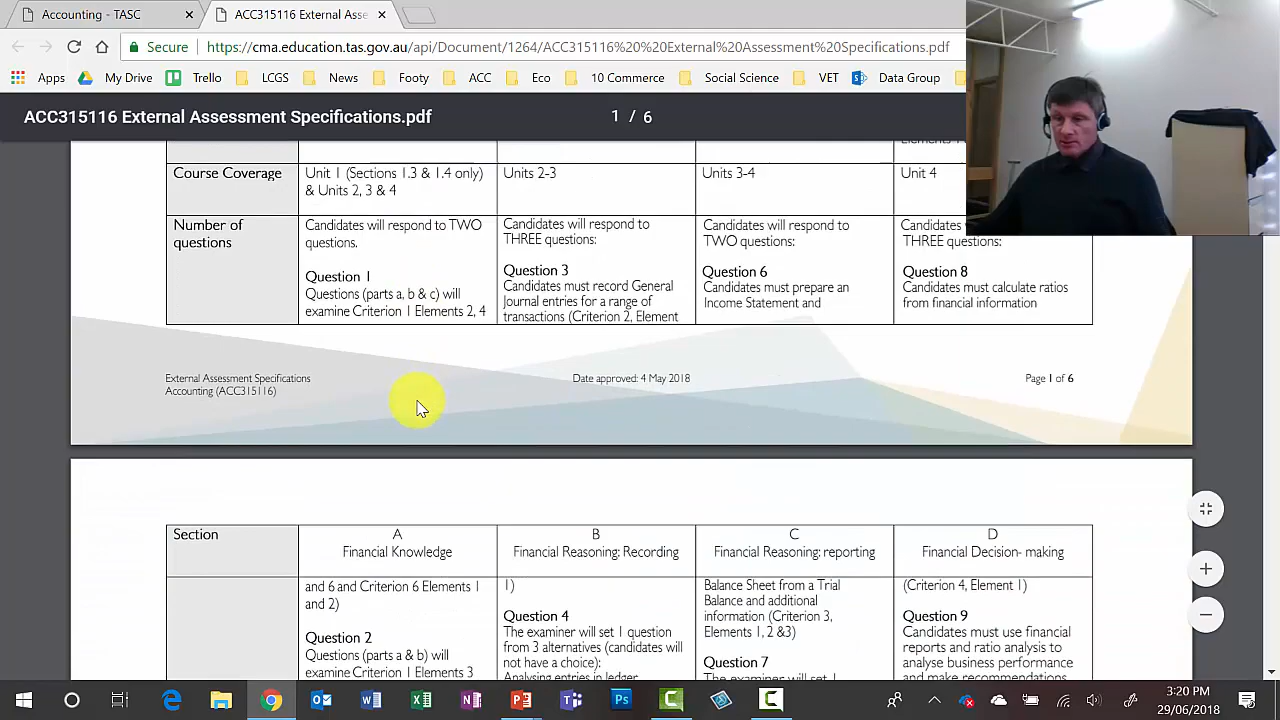 Accounting - TASC
ACC315116 External Asse
Secure
https://cma.education.tas.gov.au/api/Document/1264/ACC315116%20%20External%20Assessment%20Specifications.pdf
Apps My Drive Trello LCGS News Footy ACC Eco 10 Commerce Social Science VET Data Group
ACC315116 External Assessment Specifications.pdf
1 / 6
Course Coverage
Unit 1 (Sections 1.3 & 1.4 only)
& Units 2, 3 & 4
Units 2-3
Units 3-4
Unit 4
Number of
questions
Candidates will respond to TWO
questions.
Question 1
Questions (parts a, b & c) will
examine Criterion 1 Elements 2, 4
Candidates will respond to
THREE questions:
Question 3
Candidates must record General
Journal entries for a range of
transactions (Criterion 2, Element
Candidates will respond to
TWO questions:
Question 6
Candidates must prepare an
Income Statement and
Candidates
THREE questions:
Question 8
Candidates must calculate ratios
from financial information
External Assessment Specifications
Accounting (ACC315116)
Date approved: 4 May 2018
Page 1 of 6
Section
A
Financial Knowledge
B
Financial Reasoning: Recording
C
Financial Reasoning: reporting
D
Financial Decision- making
and 6 and Criterion 6 Elements 1
and 2)
Question 2
Questions (parts a & b) will
examine Criterion 1 Elements 3
1)
Question 4
The examiner will set 1 question
from 3 alternatives (candidates will
not have a choice):
Analysing entries in ledger
Balance Sheet from a Trial
Balance and additional
information (Criterion 3,
Elements 1, 2 &3)
Question 7
The examiner will set 1
(Criterion 4, Element 1)
Question 9
Candidates must use financial
reports and ratio analysis to
analyse business performance
and make recommendations
3:20 PM
29/06/2018